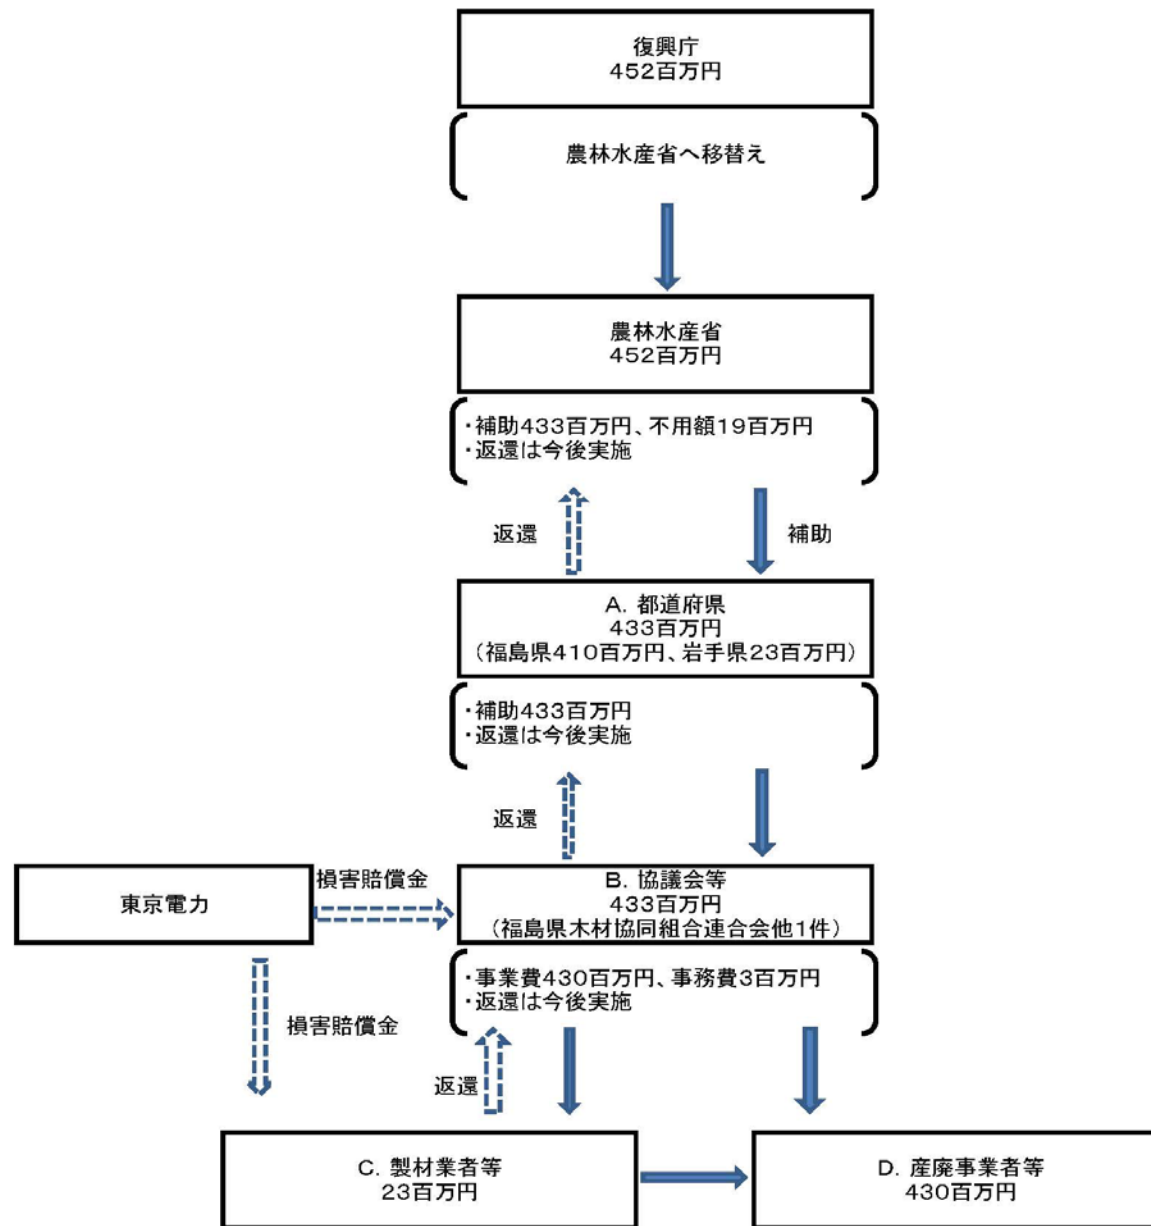 復興庁
452百万円
農林水産省へ移替え
農林水産省
452百万円
・補助433百万円、不用額19百万円
・返還は今後実施
返還
補助
A. 都道府県
433百万円
（福島県410百万円、岩手県23百万円）
・補助433百万円
・返還は今後実施
返還
東京電力
損害賠償金
B. 協議会等
433百万円
（福島県木材協同組合連合会他1件）
・事業費430百万円、事務費3百万円
・返還は今後実施
損害賠償金
返還
C. 製材業者等
23百万円
D. 産廃事業者等
430百万円